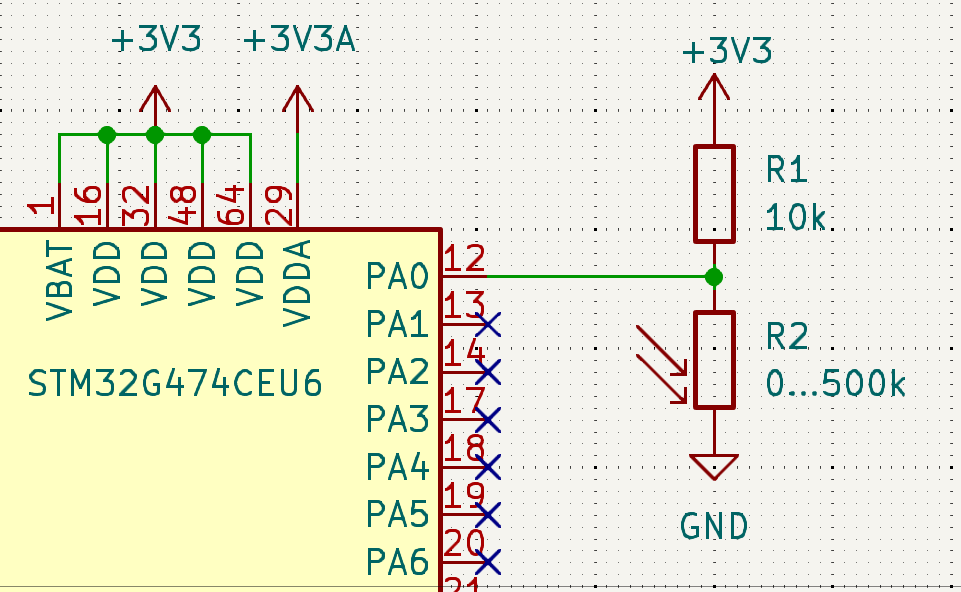 +3V3 +3V3A +3V3
1 16 32 48 64 29
VBAT VDD VDD VDD VDD VDDA
R1
10k
PA0 12
PA1 13
PA2 14
PA3 17
PA4 18
PA5 19
PA6 20
21
STM32G474CEU6
R2
0...500k
GND